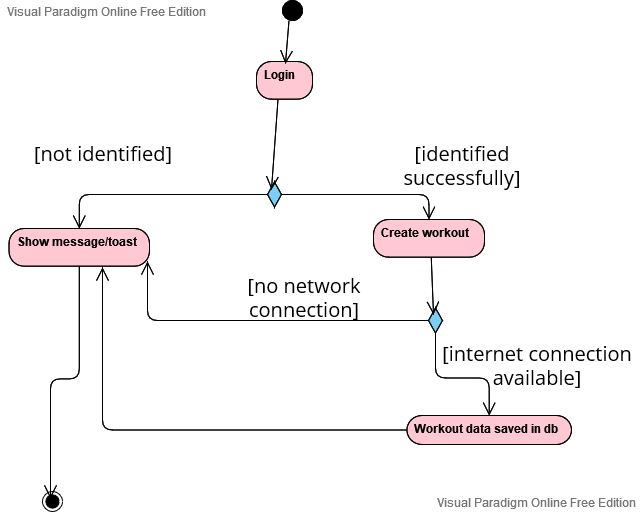 Visual Paradigm Online Free Edition
Login
[not identified]
[identified
successfully]
Show message/toast
Create workout
[no network
connection]
[internet connection
available]
Workout data saved in db
Visual Paradigm Online Free Edition